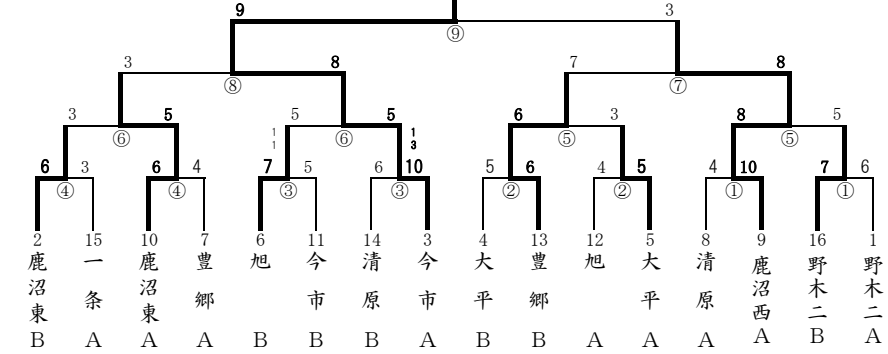 9 3
⑨
3 8 7 8
⑧ ⑦
3 5 5 5 6 3 8 5
1 1
1 3
⑥ ⑥ ⑤ ⑤
6 3 6 4 7 5 6 10 5 6 4 5 4 10 7 6
④ ④ ③ ③ ② ② ① ①
2 15 10 7 6 11 14 3 4 13 12 5 8 9 16 1
鹿沼東 一条 鹿沼東 豊郷 旭 今市 清原 今市 大平 豊郷 旭 大平 清原 鹿沼西 野木二 野木二
B A A A B B B A B B A A A A B A